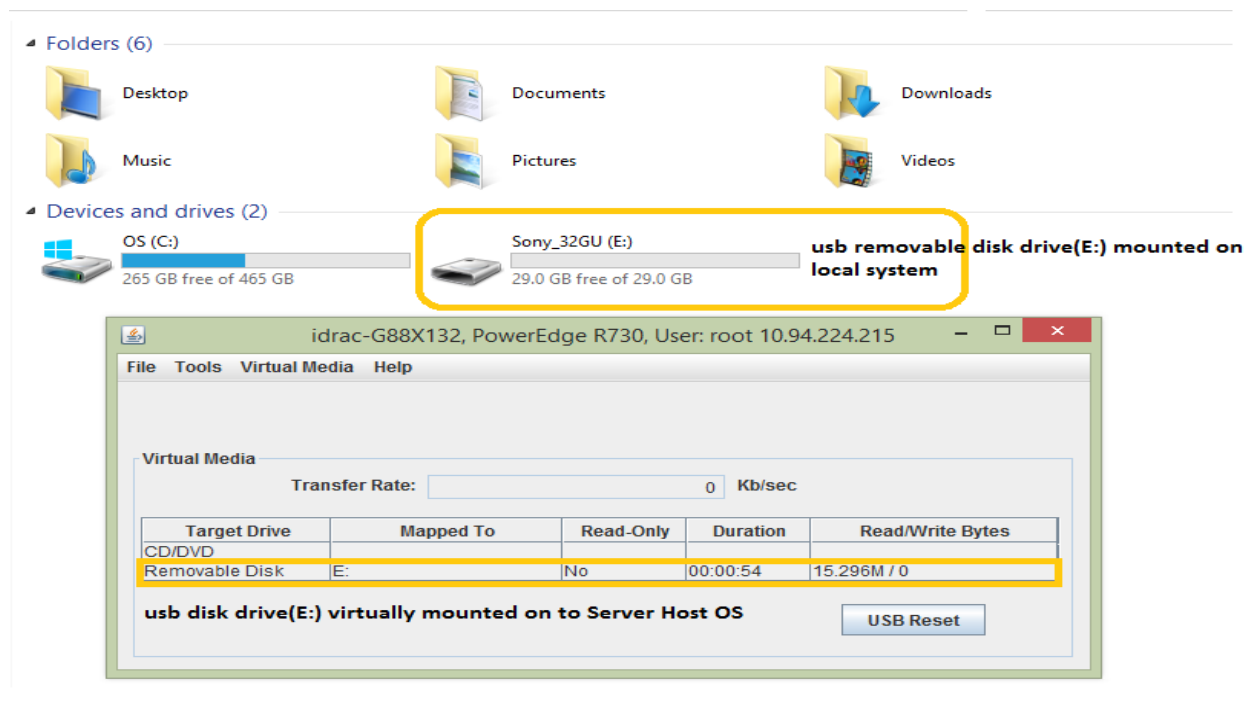 Folders (6)
Desktop Documents Downloads
Music Pictures Videos
Devices and drives (2)
OS (C:)
265 GB free of 465 GB
Sony_32GU (E:)
29.0 GB free of 29.0 GB
usb removable disk drive(E:) mounted on
local system
idrac-G88X132, PowerEdge R730, User: root 10.94.224.215
File Tools Virtual Media Help
Virtual Media
Transfer Rate: 0 Kb/sec
Target Drive Mapped To Read-Only Duration Read/Write Bytes
CD/DVD
Removable Disk E: No 00:00:54 15.296M / 0
usb disk drive(E:) virtually mounted on to Server Host OS
USB Reset